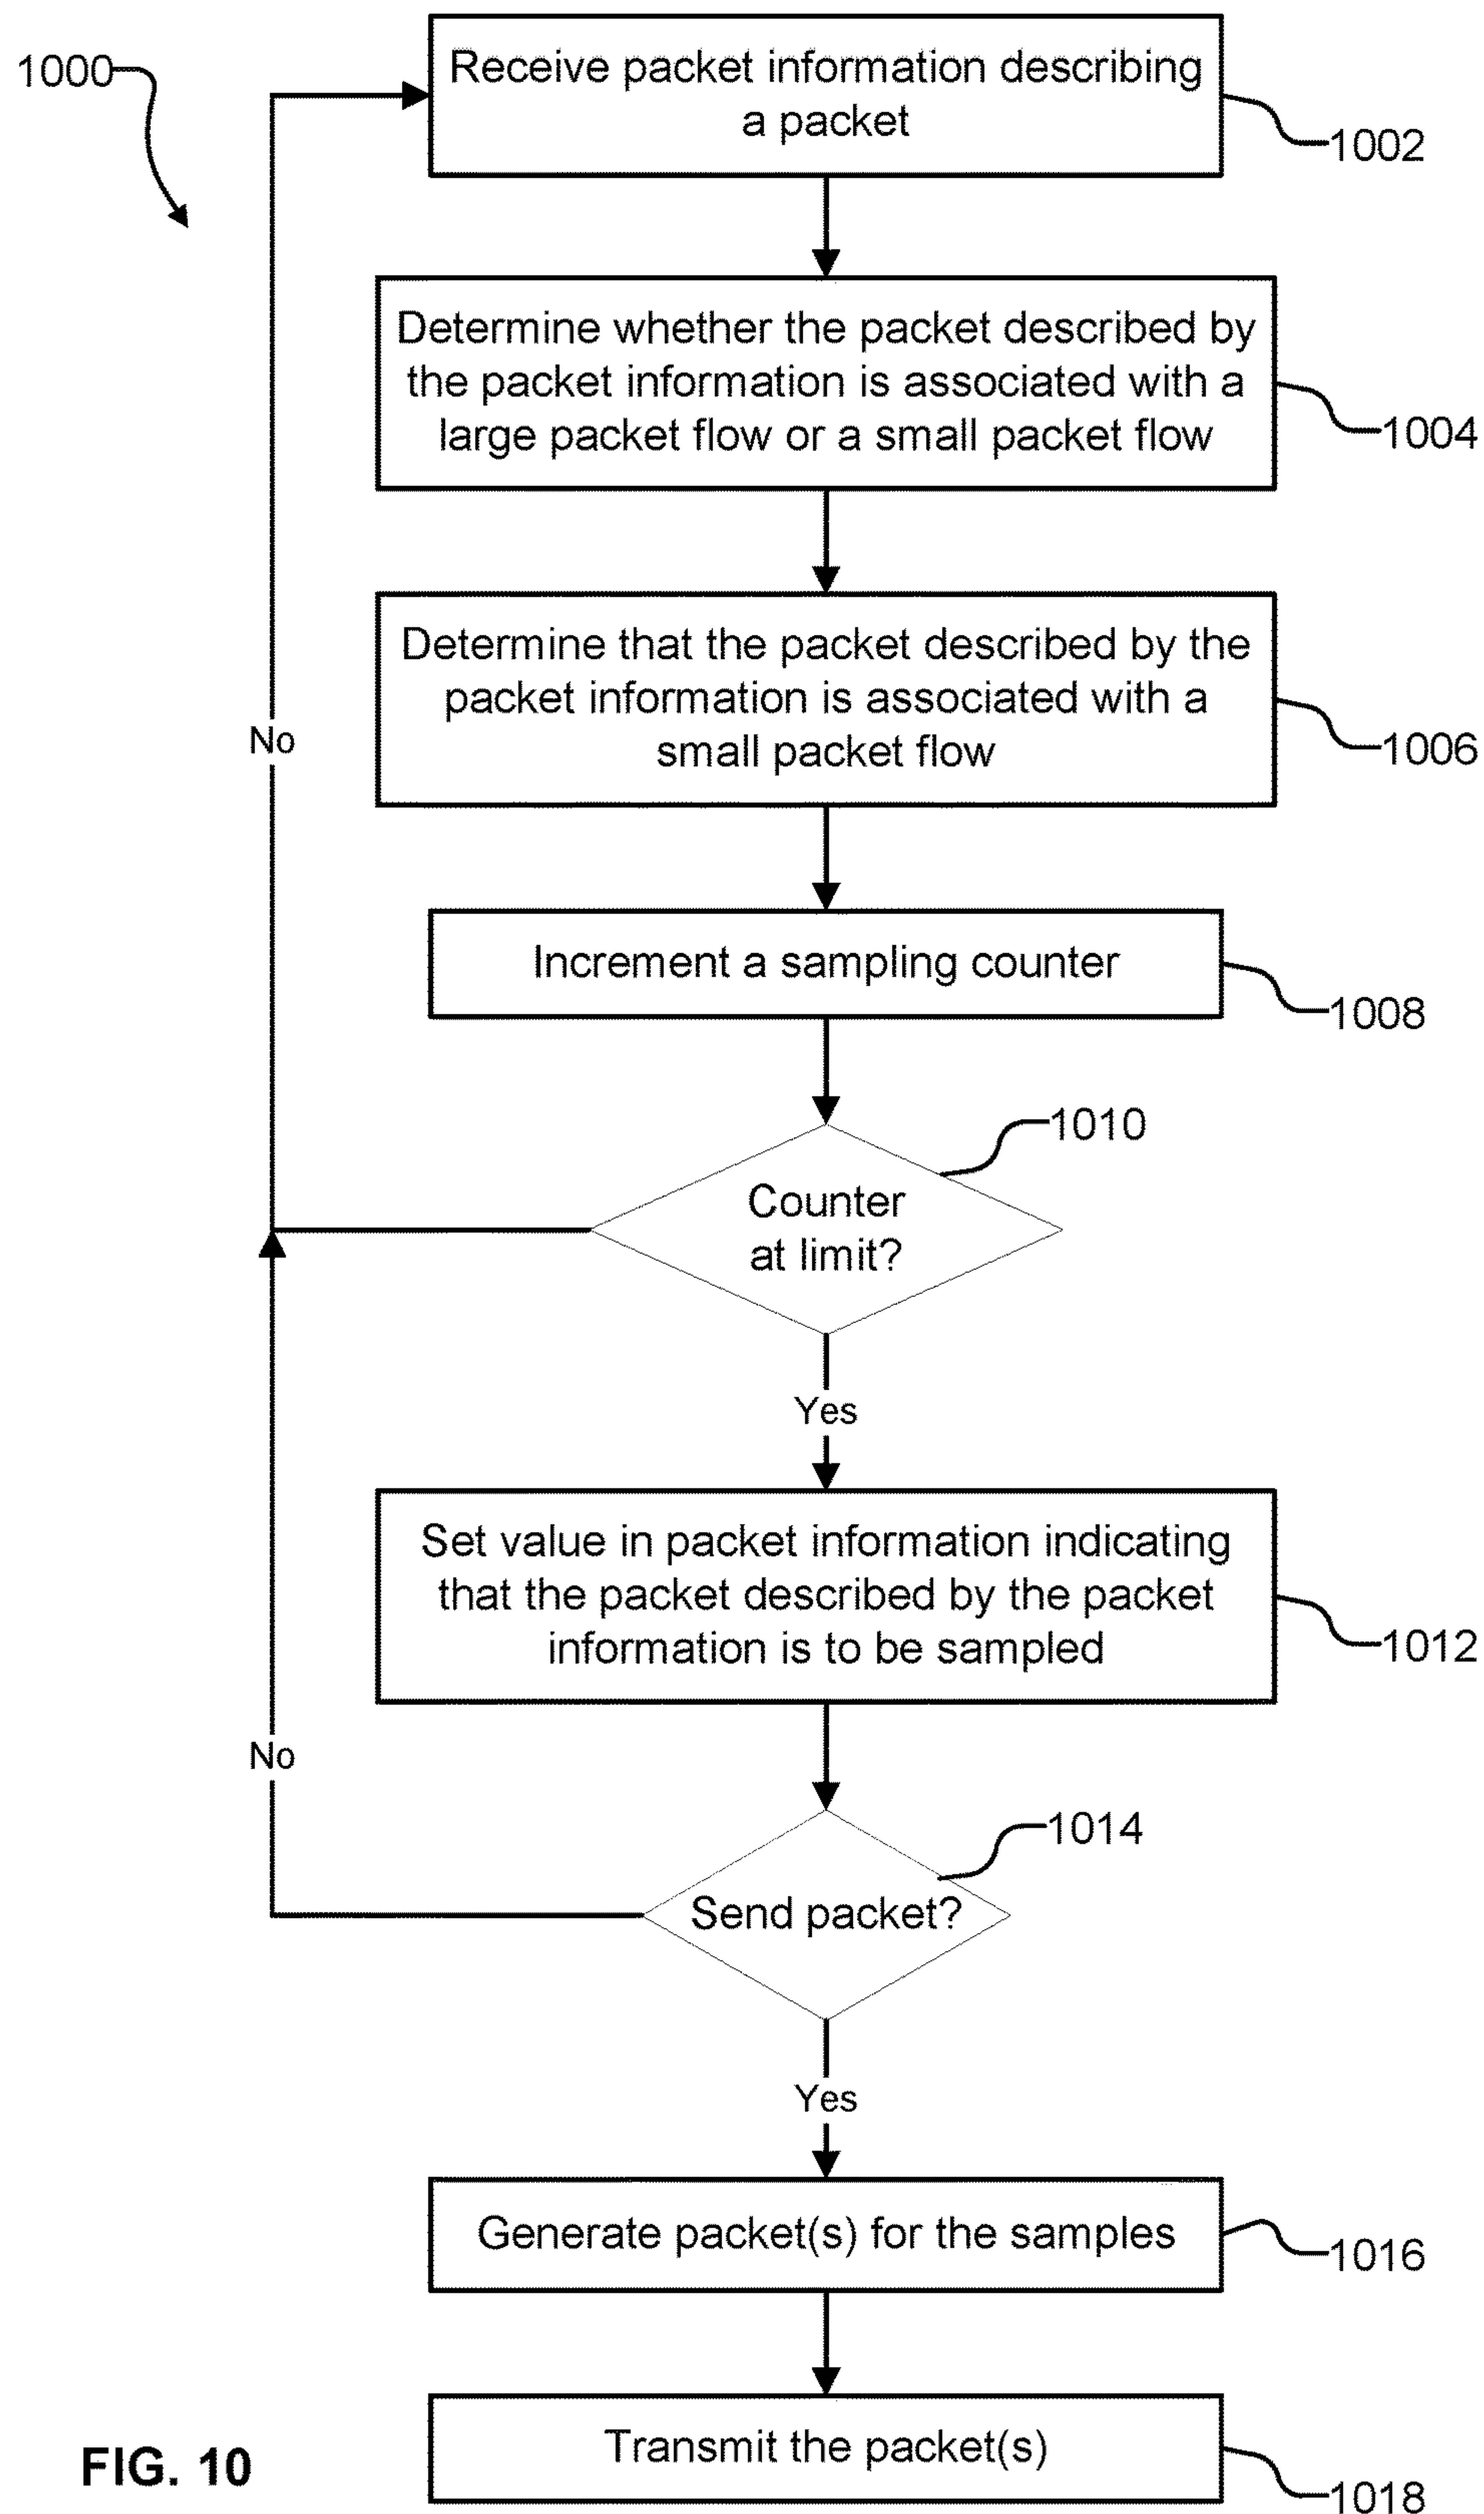 1000
Receive packet information describing
a packet
1002
Determine whether the packet described by
the packet information is associated with a
large packet flow or a small packet flow
1004
Determine that the packet described by the
packet information is associated with a
small packet flow
1006
No
Increment a sampling counter
1008
1010
Counter
at limit?
Yes
Set value in packet information indicating
that the packet described by the packet
information is to be sampled
1012
No
1014
Send packet?
Yes
Generate packet(s) for the samples
1016
Transmit the packet(s)
1018
FIG. 10